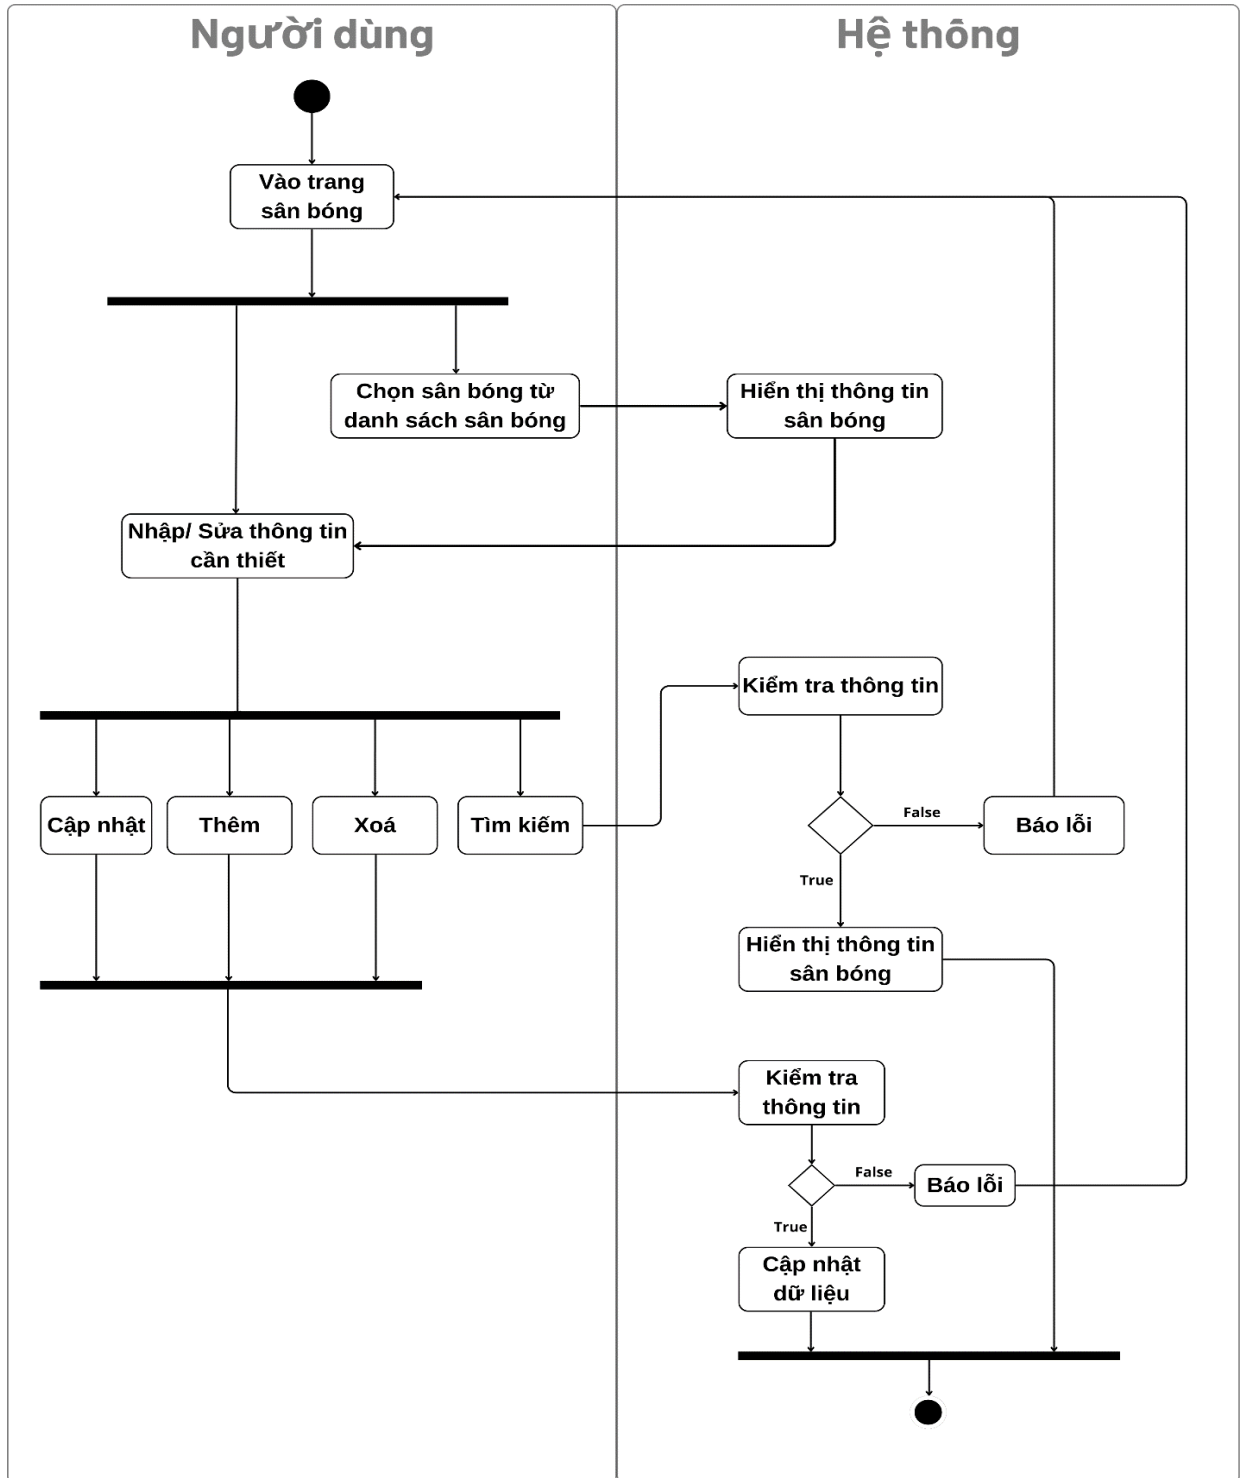 Người dùng
Hệ thông
Vào trang
sân bóng
Chọn sân bóng từ
danh sách sân bóng
Hiển thị thông tin
sân bóng
Nhập/ Sửa thông tin
cần thiết
Kiểm tra thông tin
Cập nhật
Thêm
Xoá
Tìm kiếm
False
Báo lỗi
True
Hiển thị thông tin
sân bóng
Kiểm tra
thông tin
False
Báo lỗi
True
Cập nhật
dữ liệu